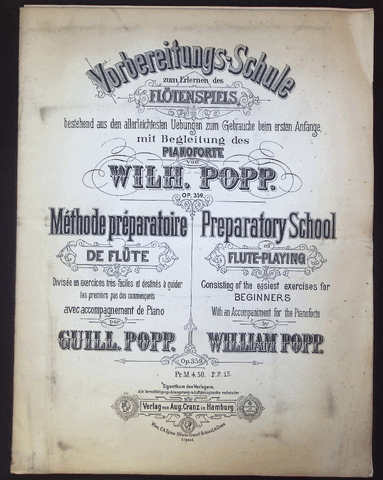 Vorbereitungs-Schule
zum Erlernen des
FLÖTENSPIELS
bestehend aus den allerleichtesten Uebungen zum Gebrauche beim ersten Anfange,
mit Begleitung des
PIANOFORTE
von
WILH. POPP.
OP. 359.
Méthode préparatoire
DE FLÛTE
Divisée en exercices très-faciles et destinés à guider
les premiers pas des commençants
avec accompagnement de Piano
par
GUILL. POPP.
Preparatory School
of
FLUTE-PLAYING
Consisting of the easiest exercises for
BEGINNERS
With an Accompaniment for the Pianoforte
by
WILLIAM POPP.
Op. 359.
Pr. M. 4.50.
Eigenthum des Verlegers.
Verlag von Aug. Cranz in Hamburg